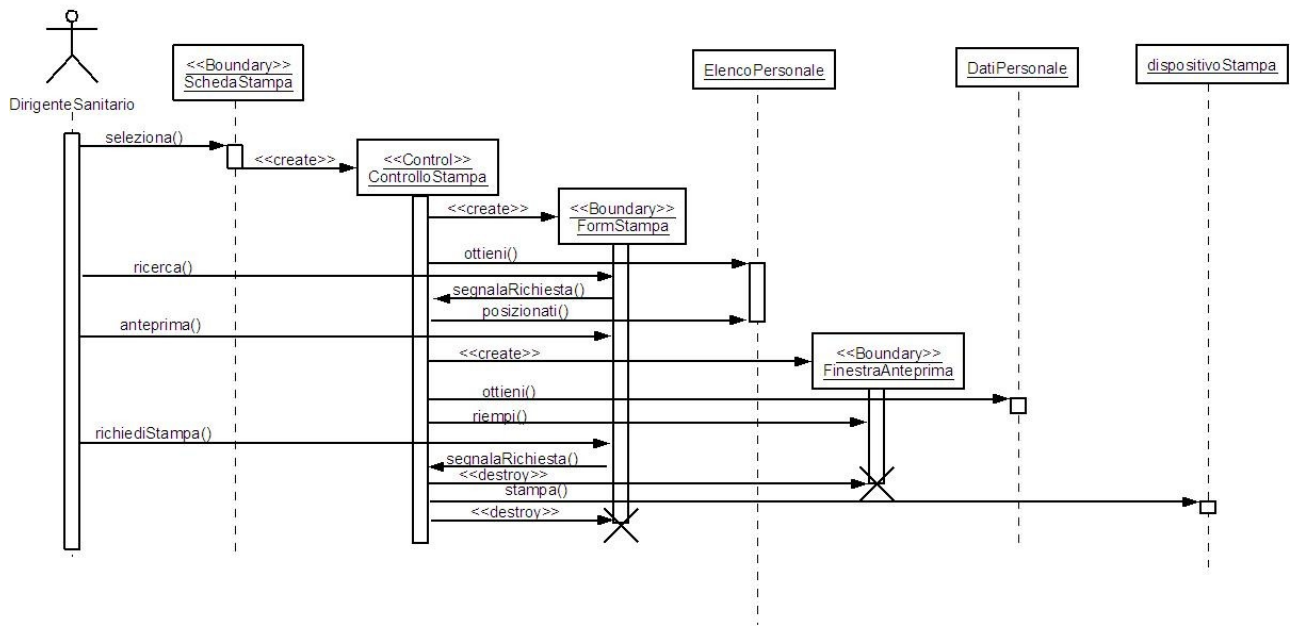 <<Boundary>>
SchedaStampa
ElencoPersonale
DatiPersonale
dispositivoStampa
DirigenteSanitario
seleziona()
<<create>>
<<Control>>
ControlloStampa
<<create>>
<<Boundary>>
FormStampa
ottieni()
ricerca()
segnalaRichiesta()
posizionati()
anteprima()
<<create>>
<<Boundary>>
FinestraAnteprima
ottieni()
riempi()
richiediStampa()
segnalaRichiesta()
<<destroy>>
stampa()
<<destroy>>